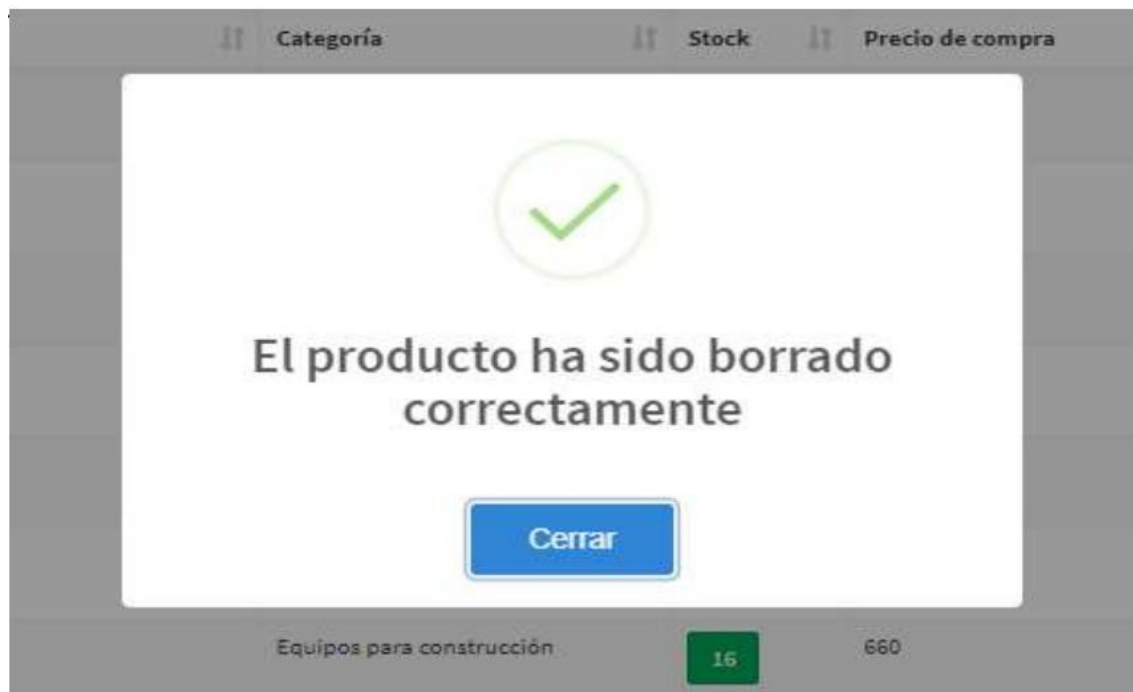 Categoría Stock Precio de compra
El producto ha sido borrado
correctamente
Cerrar
Equipos para construcción 16 660